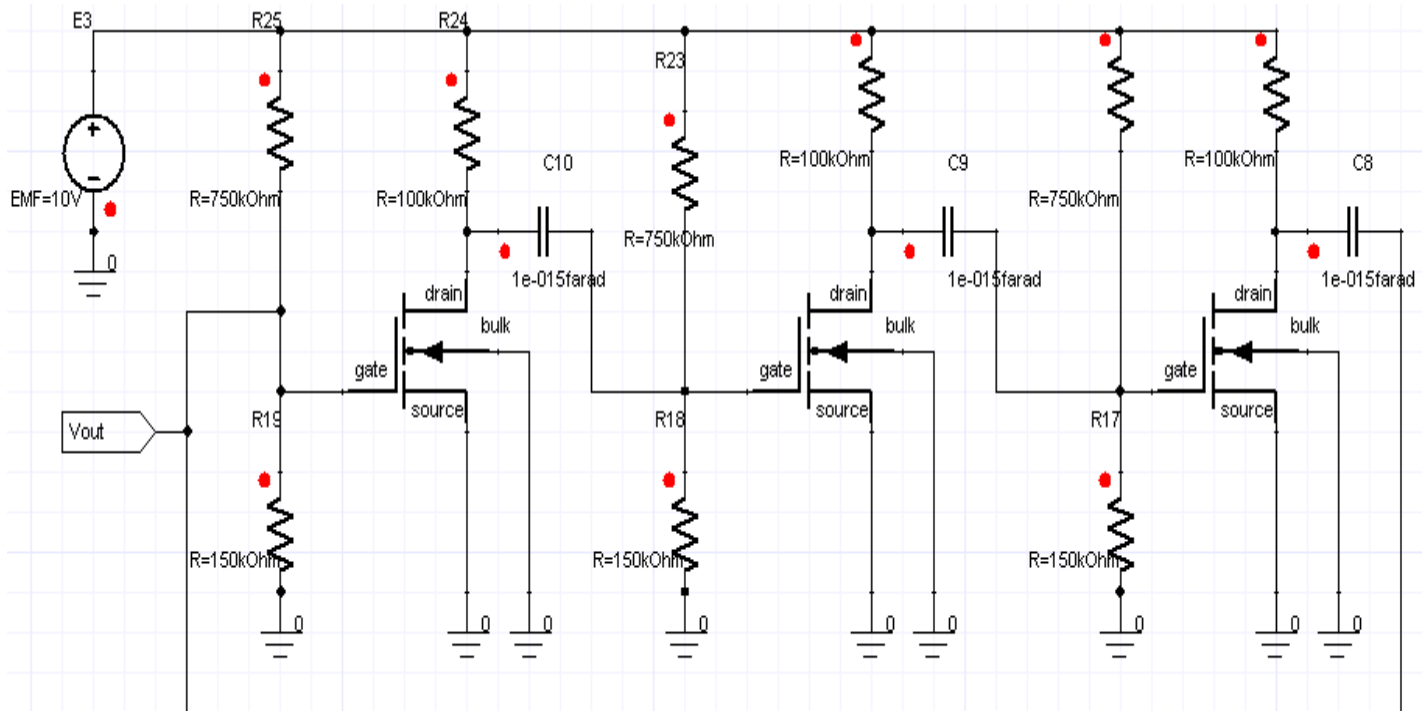 E3
R25
R24
R23
EMF=10V
0
R=750kOhm
R=100kOhm
C10
R=750kOhm
1e-015farad
R=100kOhm
C9
1e-015farad
R=750kOhm
R=100kOhm
C8
1e-015farad
drain
bulk
gate
source
drain
bulk
gate
source
drain
bulk
gate
source
Vout
R19
R18
R17
R=150kOhm
R=150kOhm
R=150kOhm
0
0
0
0
0
0
0
0
0